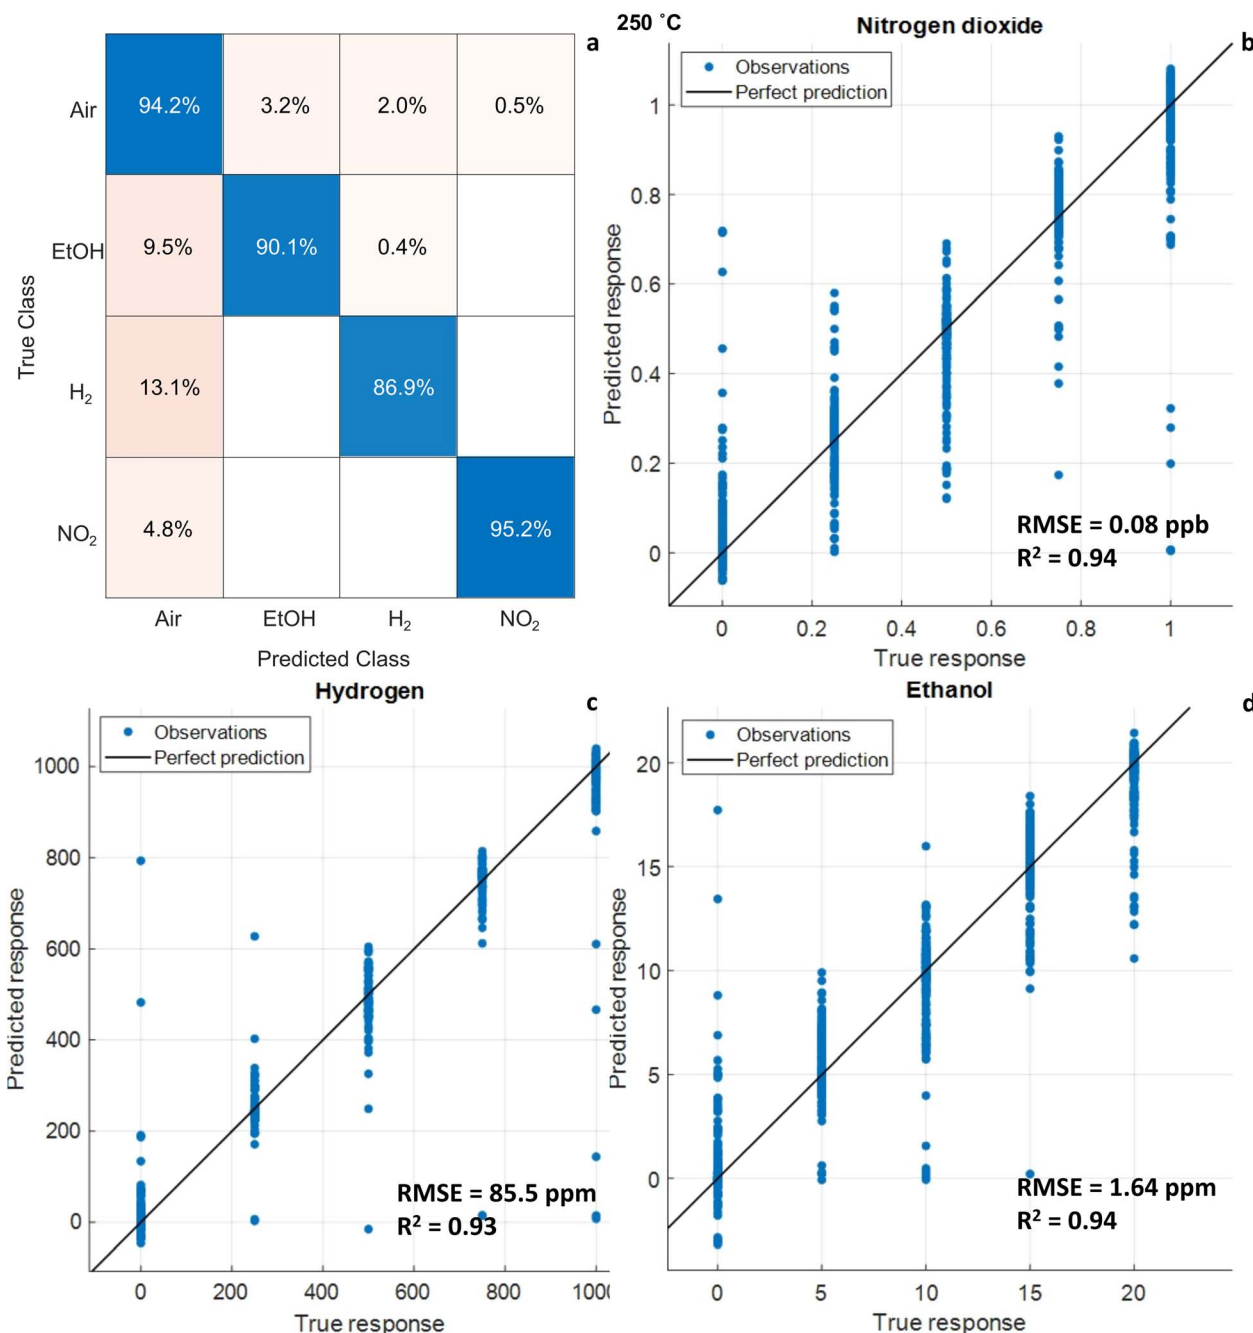 a
Air
94.2%
3.2%
2.0%
0.5%
EtOH
9.5%
90.1%
0.4%
H₂
13.1%
86.9%
NO₂
4.8%
95.2%
True Class
Air
EtOH
H₂
NO₂
Predicted Class
250 ˚C
Nitrogen dioxide
b
Observations
Perfect prediction
1
0.8
0.6
0.4
0.2
0
Predicted response
RMSE = 0.08 ppb
R² = 0.94
0
0.2
0.4
0.6
0.8
1
True response
Hydrogen
c
Observations
Perfect prediction
1000
800
600
400
200
0
Predicted response
RMSE = 85.5 ppm
R² = 0.93
0
200
400
600
800
1000
True response
Ethanol
d
Observations
Perfect prediction
20
15
10
5
0
Predicted response
RMSE = 1.64 ppm
R² = 0.94
0
5
10
15
20
True response